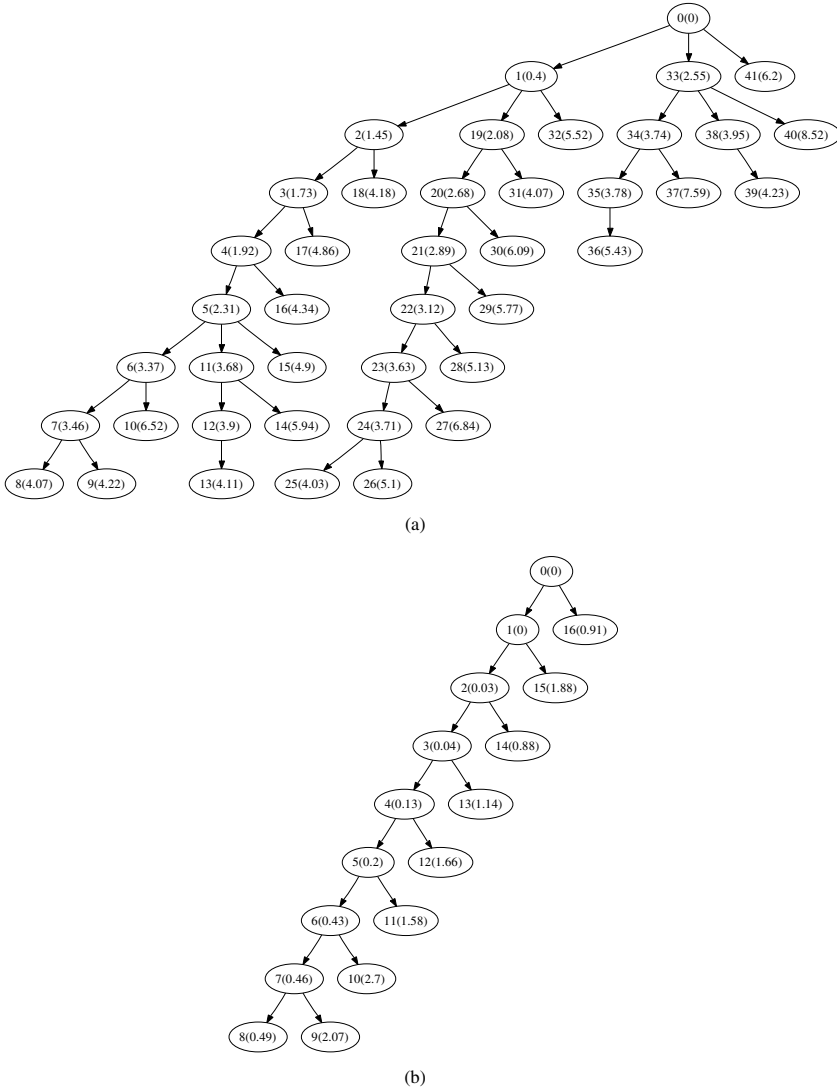 0(0)
1(0.4) 33(2.55) 41(6.2)
2(1.45) 19(2.08) 32(5.52) 34(3.74) 38(3.95) 40(8.52)
3(1.73) 18(4.18) 20(2.68) 31(4.07) 35(3.78) 37(7.59) 39(4.23)
4(1.92) 17(4.86) 21(2.89) 30(6.09) 36(5.43)
5(2.31) 16(4.34) 22(3.12) 29(5.77)
6(3.37) 11(3.68) 15(4.9) 23(3.63) 28(5.13)
7(3.46) 10(6.52) 12(3.9) 14(5.94) 24(3.71) 27(6.84)
8(4.07) 9(4.22) 13(4.11) 25(4.03) 26(5.1)
(a)
0(0)
1(0) 16(0.91)
2(0.03) 15(1.88)
3(0.04) 14(0.88)
4(0.13) 13(1.14)
5(0.2) 12(1.66)
6(0.43) 11(1.58)
7(0.46) 10(2.7)
8(0.49) 9(2.07)
(b)